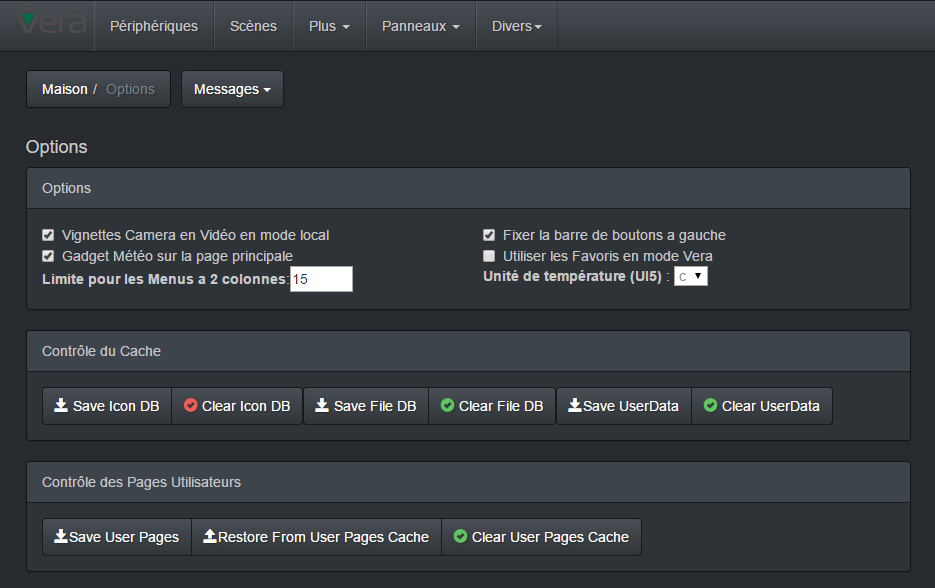 vera Périphériques Scènes Plus Panneaux Divers
Maison / Options Messages
Options
Options
Vignettes Camera en Vidéo en mode local Fixer la barre de boutons a gauche
Gadget Météo sur la page principale Utiliser les Favoris en mode Vera
Limite pour les Menus a 2 colonnes: 15 Unité de température (UI5) : C
Contrôle du Cache
Save Icon DB Clear Icon DB Save File DB Clear File DB Save UserData Clear UserData
Contrôle des Pages Utilisateurs
Save User Pages Restore From User Pages Cache Clear User Pages Cache